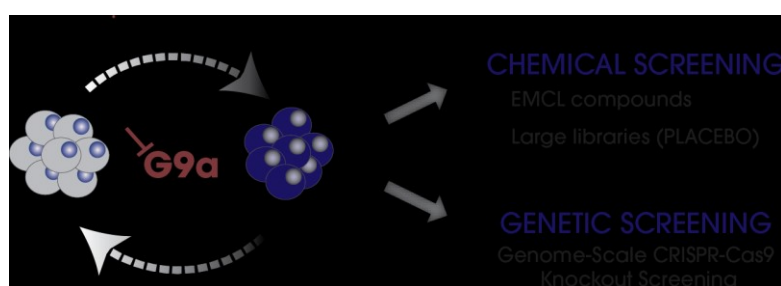 G9a
CHEMICAL SCREENING
EMCL compounds
Large libraries (PLACEBO)
GENETIC SCREENING
Genome-Scale CRISPR-Cas9
Knockout Screening